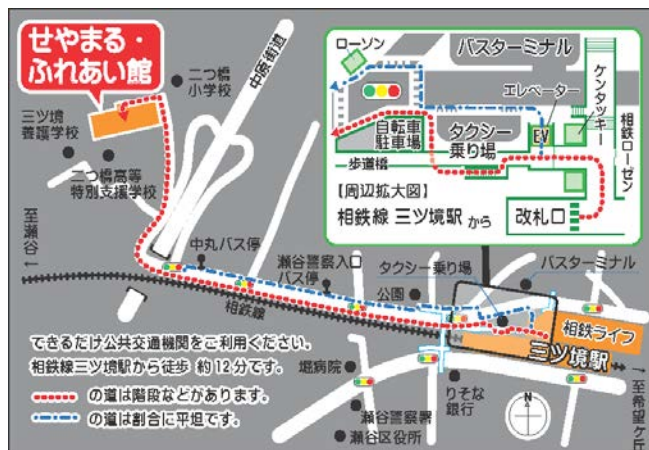 せやまる・
ふれあい館
二つ橋
小学校
中原街道
三ツ境
養護学校
二つ橋高等
特別支援学校
至瀬谷
ローソン
バスターミナル
エレベーター
ケンタッキー
相鉄ローゼン
自転車
駐車場
タクシー
乗り場
EV
歩道橋
【周辺拡大図】
相鉄線 三ツ境駅 から
改札口
中丸バス停
瀬谷警察入口
バス停
タクシー乗り場
バスターミナル
公園
相鉄線
相鉄ライフ
三ツ境駅
できるだけ公共交通機関をご利用ください。
相鉄線三ツ境駅から徒歩 約12分です。
の道は階段などがあります。
の道は割合に平坦です。
堀病院
瀬谷警察署
瀬谷区役所
りそな
銀行
N
至希望ケ丘